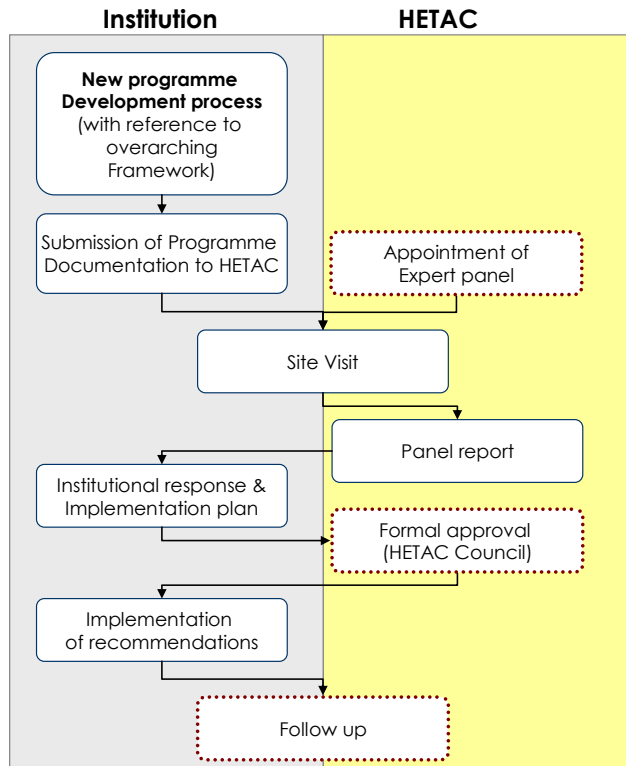 Institution
HETAC
New programme
Development process
(with reference to
overarching
Framework)
Submission of Programme
Documentation to HETAC
Appointment of
Expert panel
Site Visit
Panel report
Institutional response &
Implementation plan
Formal approval
(HETAC Council)
Implementation
of recommendations
Follow up